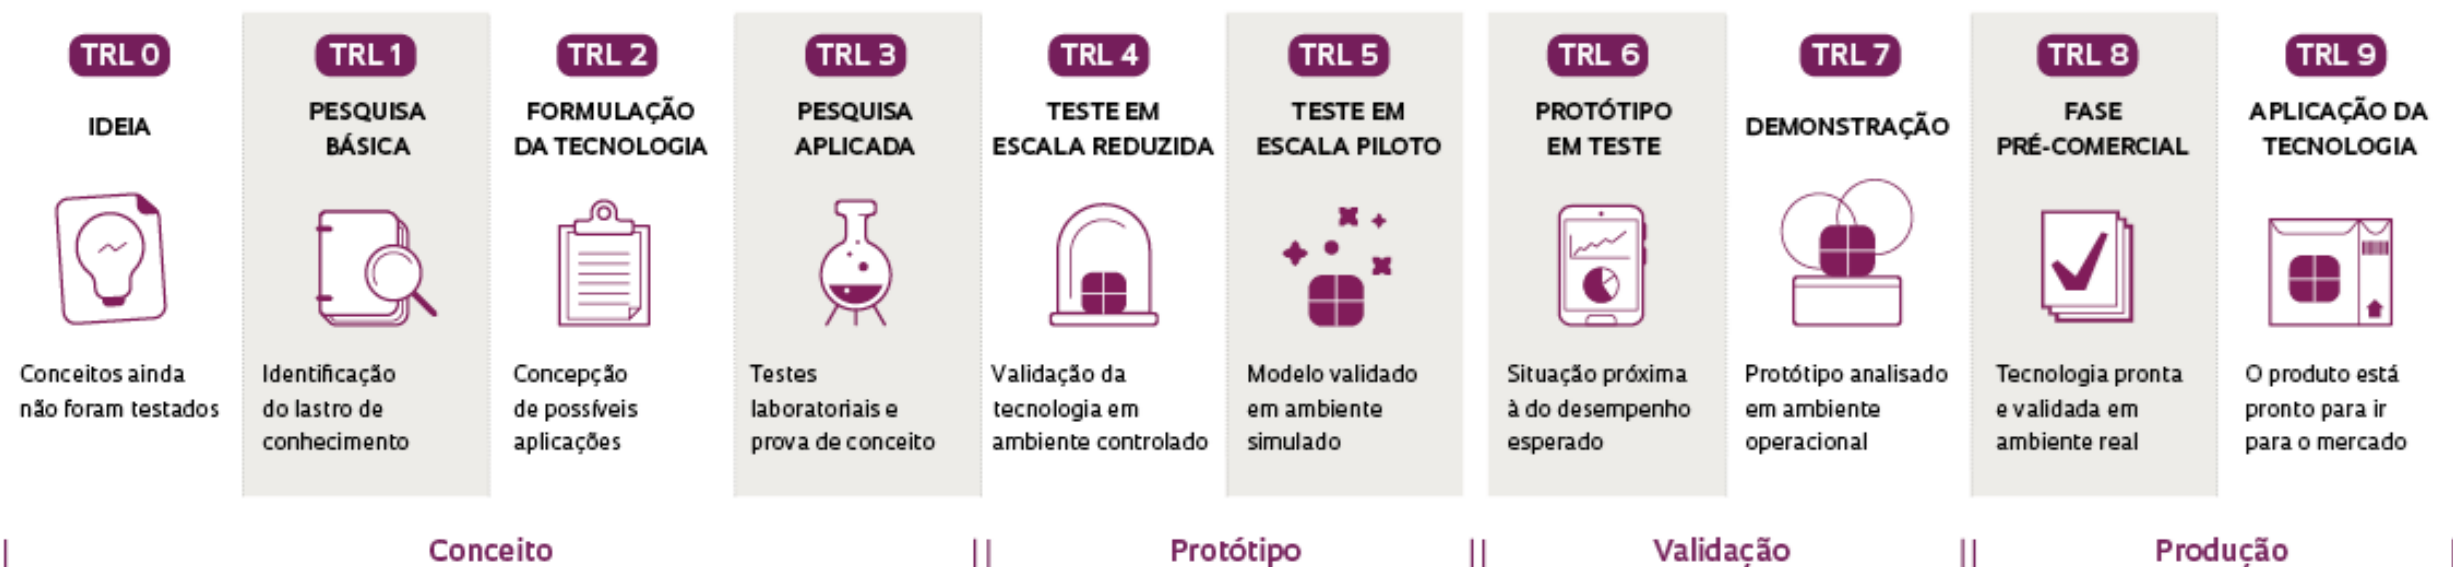 TRL 0
IDEIA
Conceitos ainda
não foram testados
TRL 1
PESQUISA
BÁSICA
Identificação
do lastro de
conhecimento
TRL 2
FORMULAÇÃO
DA TECNOLOGIA
Concepção
de possíveis
aplicações
TRL 3
PESQUISA
APLICADA
Testes
laboratoriais e
prova de conceito
TRL 4
TESTE EM
ESCALA REDUZIDA
Validação da
tecnologia em
ambiente controlado
TRL 5
TESTE EM
ESCALA PILOTO
Modelo validado
em ambiente
simulado
TRL 6
PROTÓTIPO
EM TESTE
Situação próxima
à do desempenho
esperado
TRL 7
DEMONSTRAÇÃO
Protótipo analisado
em ambiente
operacional
TRL 8
FASE
PRÉ-COMERCIAL
Tecnologia pronta
e validada em
ambiente real
TRL 9
APLICAÇÃO DA
TECNOLOGIA
O produto está
pronto para ir
para o mercado
Conceito
Protótipo
Validação
Produção